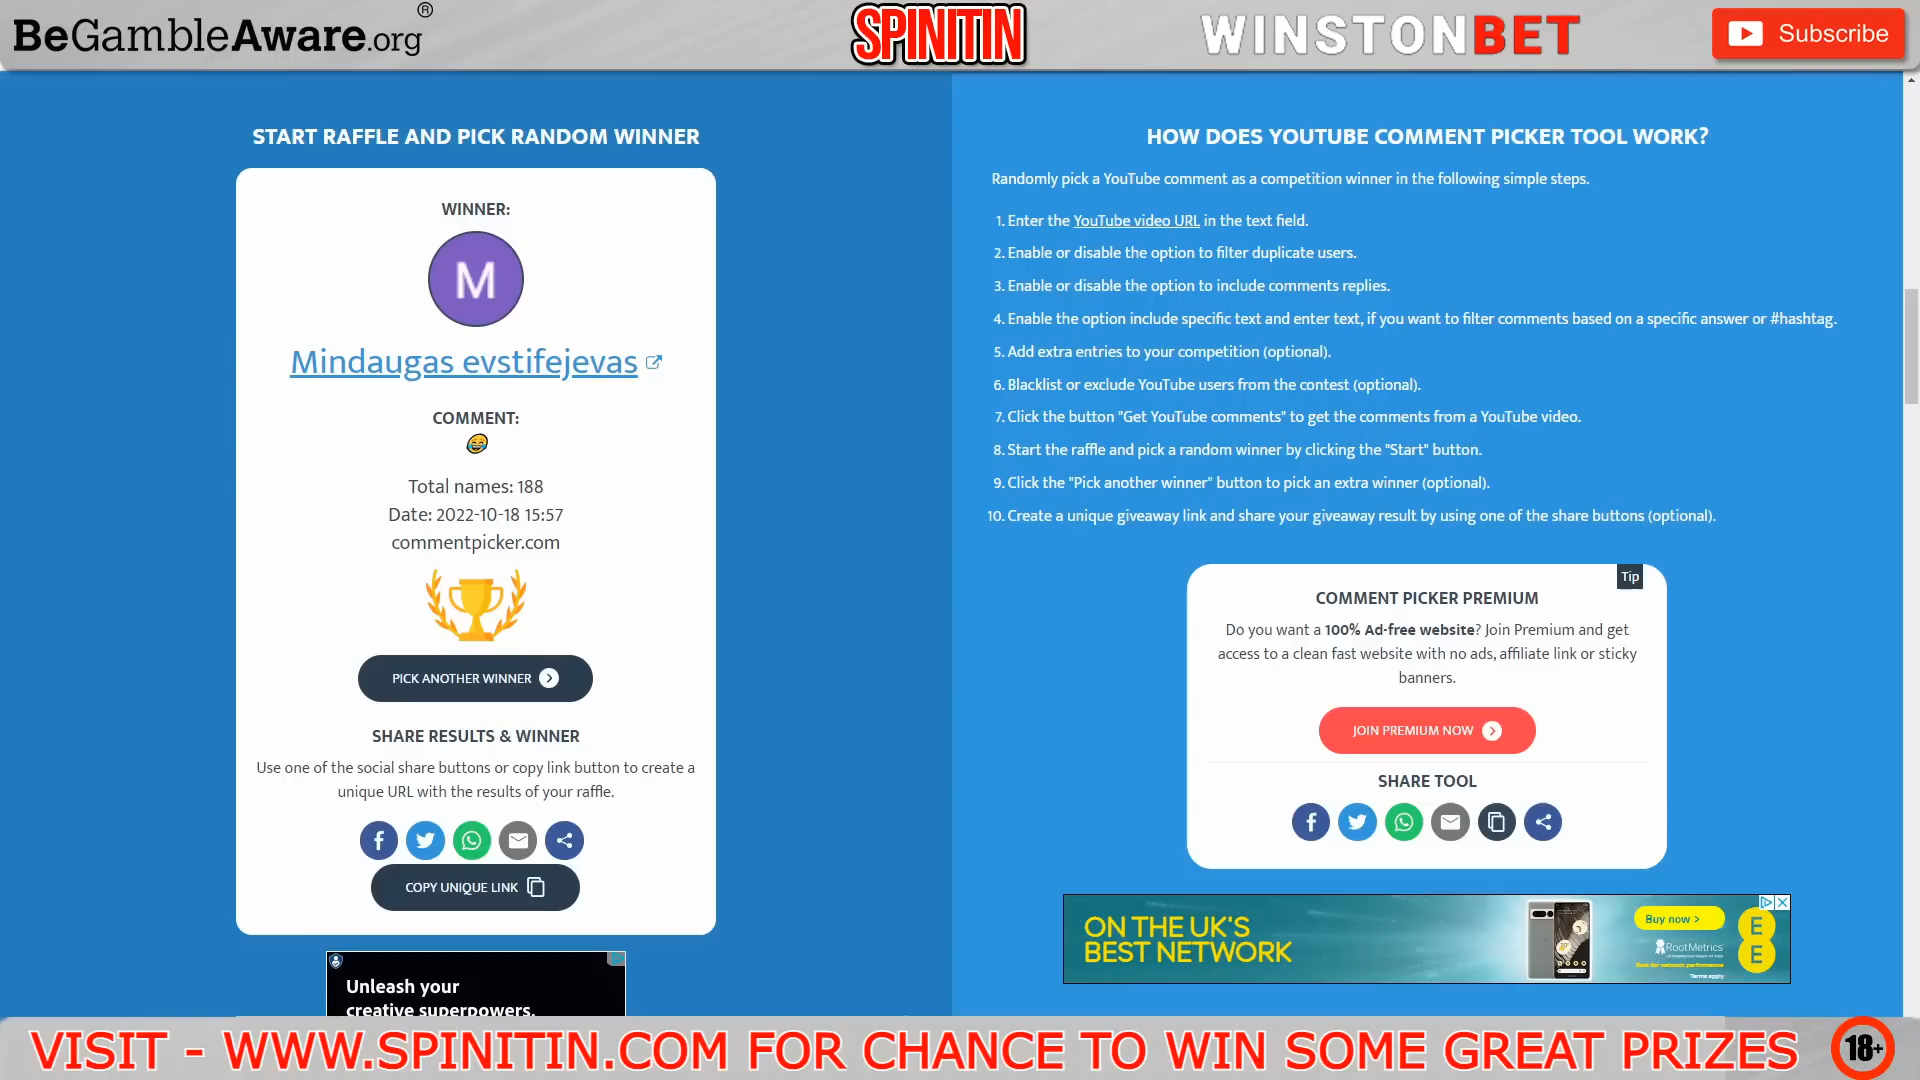 BeGambleAware.org®
SPINITIN
WINSTONBET
Subscribe
START RAFFLE AND PICK RANDOM WINNER
WINNER:
M
Mindaugas evstifejevas
COMMENT:
😂
Total names: 188
Date: 2022-10-18 15:57
commentpicker.com
PICK ANOTHER WINNER
SHARE RESULTS & WINNER
Use one of the social share buttons or copy link button to create a
unique URL with the results of your raffle.
COPY UNIQUE LINK
Unleash your
creative superpowers.
HOW DOES YOUTUBE COMMENT PICKER TOOL WORK?
Randomly pick a YouTube comment as a competition winner in the following simple steps.
1. Enter the YouTube video URL in the text field.
2. Enable or disable the option to filter duplicate users.
3. Enable or disable the option to include comments replies.
4. Enable the option include specific text and enter text, if you want to filter comments based on a specific answer or #hashtag.
5. Add extra entries to your competition (optional).
6. Blacklist or exclude YouTube users from the contest (optional).
7. Click the button "Get YouTube comments" to get the comments from a YouTube video.
8. Start the raffle and pick a random winner by clicking the "Start" button.
9. Click the "Pick another winner" button to pick an extra winner (optional).
10. Create a unique giveaway link and share your giveaway result by using one of the share buttons (optional).
Tip
COMMENT PICKER PREMIUM
Do you want a 100% Ad-free website? Join Premium and get
access to a clean fast website with no ads, affiliate link or sticky
banners.
JOIN PREMIUM NOW
SHARE TOOL
ON THE UK'S
BEST NETWORK
Buy now >
RootMetrics
Best for network performance
Terms apply
EE
VISIT - WWW.SPINITIN.COM FOR CHANCE TO WIN SOME GREAT PRIZES
18+